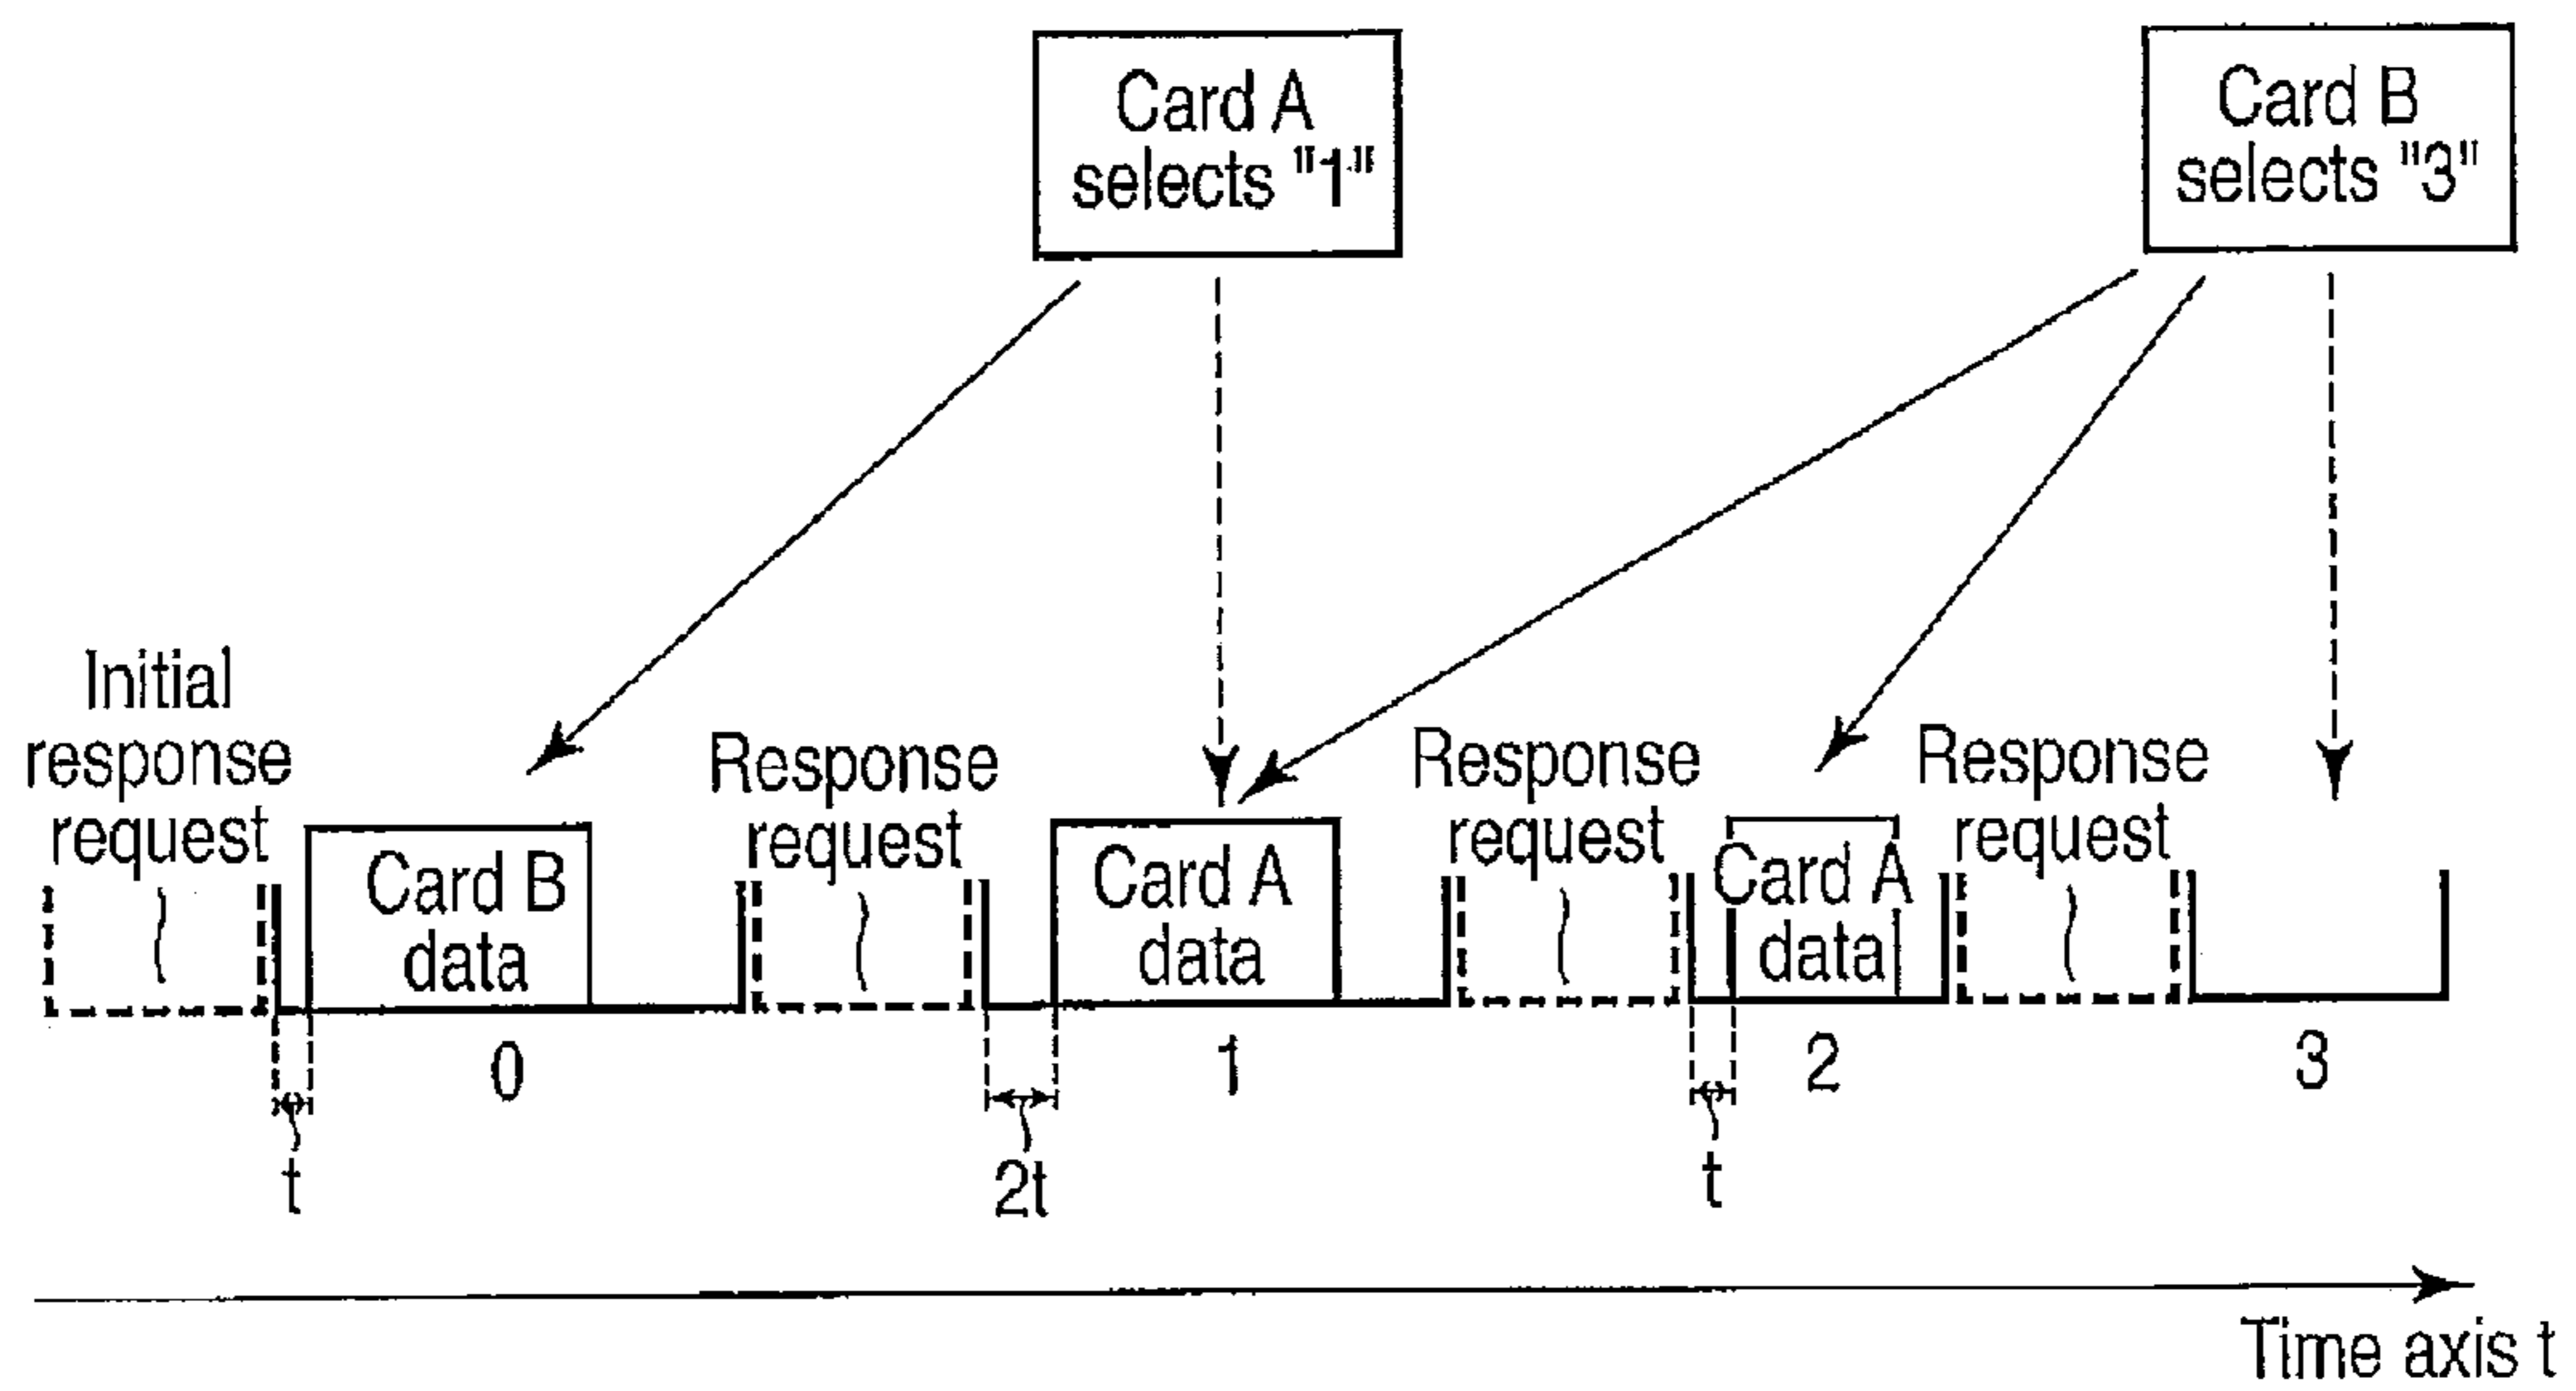 Card A
selects "1"
Card B
selects "3"
Initial
response
request
Response
request
Response
request
Response
request
Card B
data
Card A
data
Card A
data
0
1
2
3
t
2t
t
Time axis t